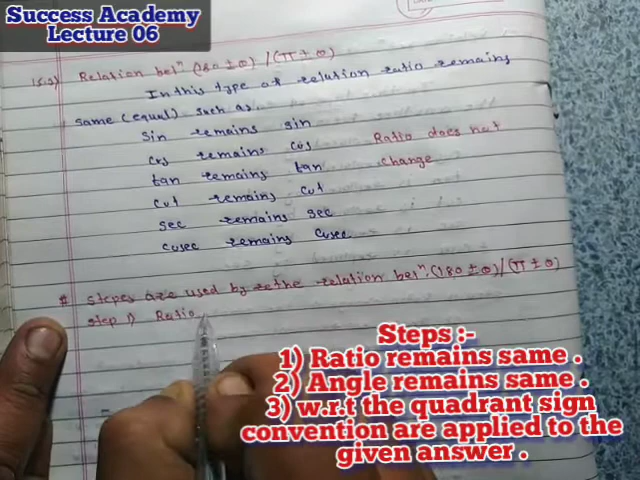 Success Academy
Lecture 06
15.2) Relation betⁿ (180 ± θ) / (π ± θ)
In this type of relation ratio remains
same (equal) such as.
sin remains sin
cos remains cos Ratio does not
tan remains tan change
cot remains cot
sec remains sec
cosec remains cosec
# Stepes are used by the relation betⁿ; (180 ± θ) / (π ± θ)
step 1) Ratio
Steps :-
1) Ratio remains same .
2) Angle remains same .
3) w.r.t the quadrant sign
convention are applied to the
given answer .